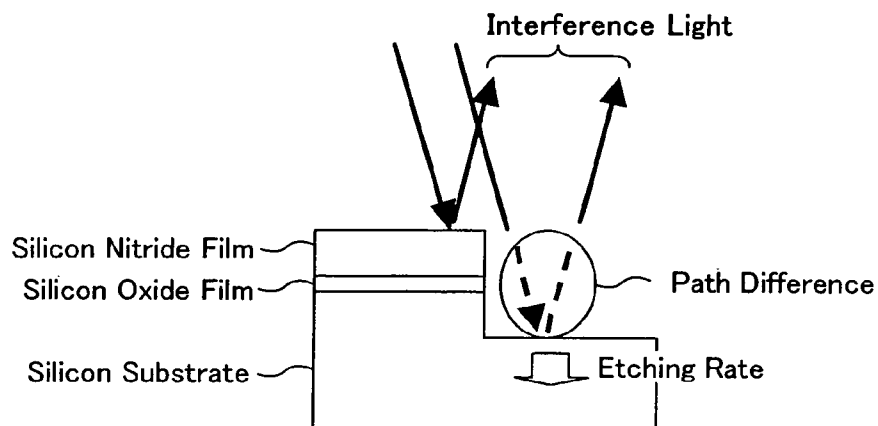 Interference Light
Silicon Nitride Film
Silicon Oxide Film
Path Difference
Silicon Substrate
Etching Rate